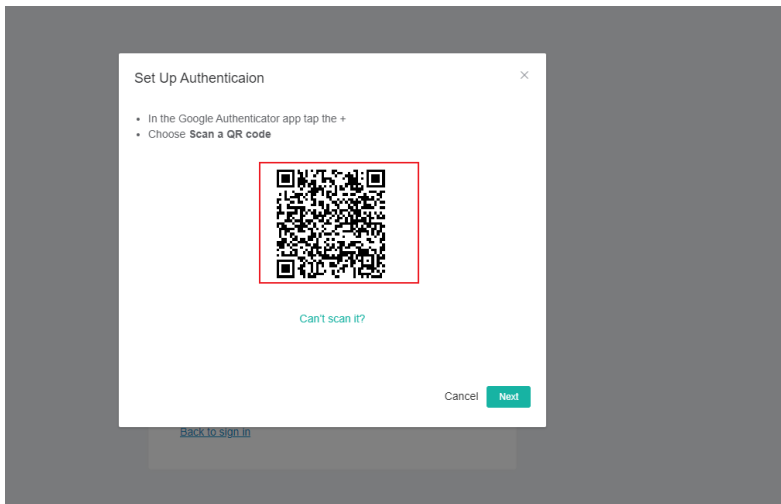 Set Up Authenticaion
×
• In the Google Authenticator app tap the +
• Choose Scan a QR code
Can't scan it?
Cancel Next
Back to sign in